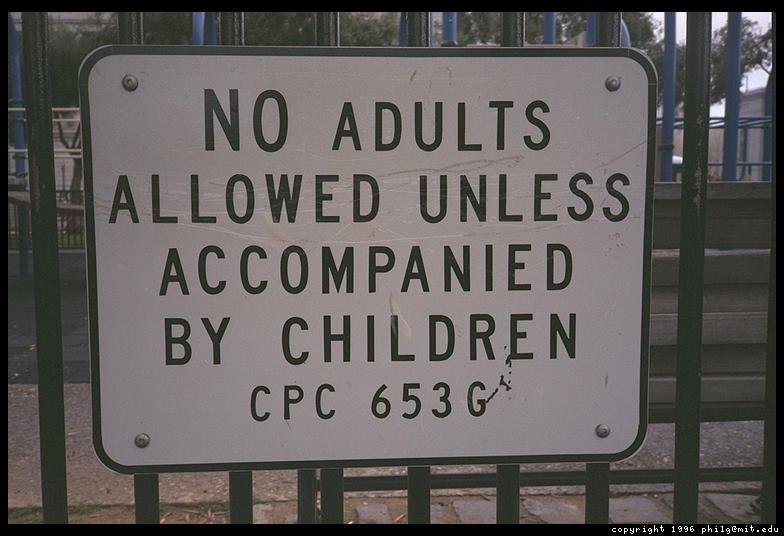 NO ADULTS
ALLOWED UNLESS
ACCOMPANIED
BY CHILDREN
CPC 653G
copyright 1996 philg@mit.edu